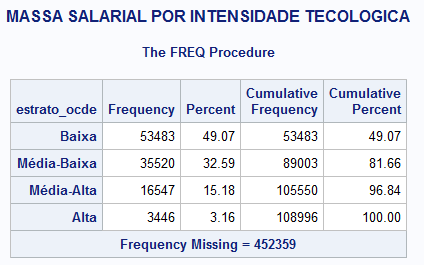 MASSA SALARIAL POR INTENSIDADE TECOLOGICA
The FREQ Procedure
estrato_ocde Frequency Percent Cumulative Frequency Cumulative Percent
Baixa 53483 49.07 53483 49.07
Média-Baixa 35520 32.59 89003 81.66
Média-Alta 16547 15.18 105550 96.84
Alta 3446 3.16 108996 100.00
Frequency Missing = 452359